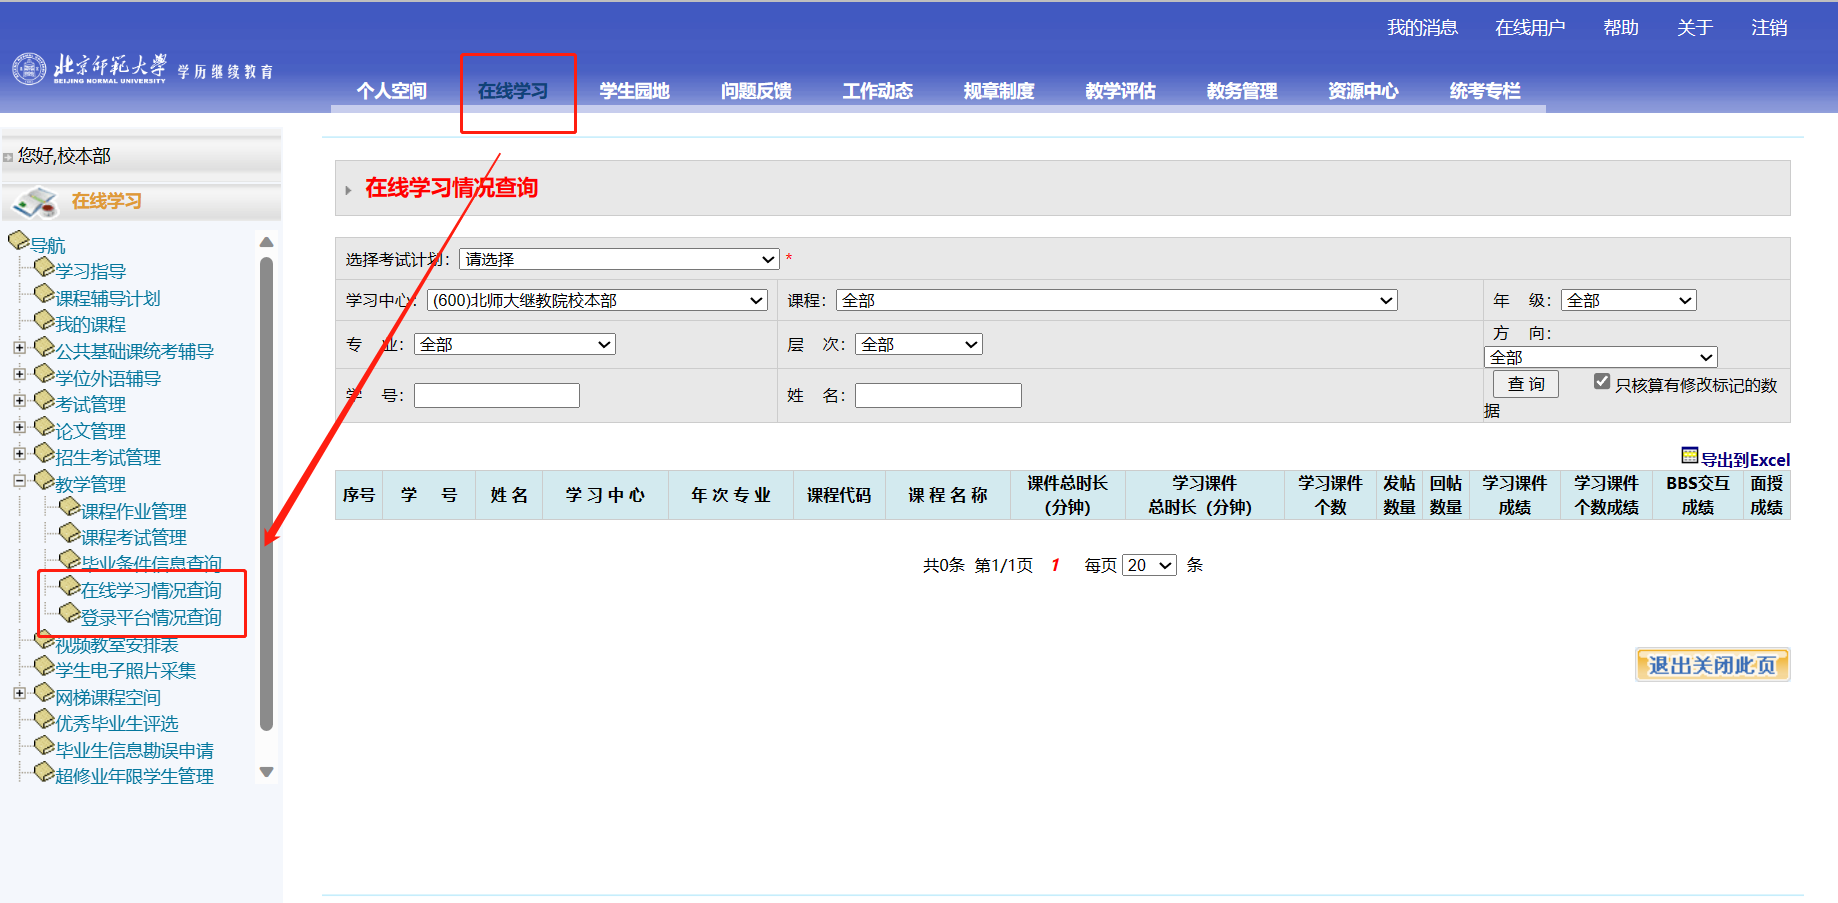 我的消息 在线用户 帮助 关于 注销
北京师范大学 学历继续教育
BEIJING NORMAL UNIVERSITY
个人空间 在线学习 学生园地 问题反馈 工作动态 规章制度 教学评估 教务管理 资源中心 统考专栏
您好,校本部
在线学习
导航
学习指导
课程辅导计划
我的课程
公共基础课统考辅导
学位外语辅导
考试管理
论文管理
招生考试管理
教学管理
课程作业管理
课程考试管理
毕业条件信息查询
在线学习情况查询
登录平台情况查询
视频教室安排表
学生电子照片采集
网梯课程空间
优秀毕业生评选
毕业生信息勘误申请
超修业年限学生管理
在线学习情况查询
选择考试计划: 请选择 *
学习中心: (600)北师大继教院校本部 课程: 全部 年 级: 全部
专 业: 全部 层 次: 全部 方 向:
全部
学 号: 姓 名: 查 询 只核算有修改标记的数
据
导出到Excel
序号 学 号 姓 名 学 习 中 心 年 次 专 业 课程代码 课 程 名 称 课件总时长 学习课件 学习课件 发帖 回帖 学习课件 学习课件 BBS交互 面授
(分钟) 总时长（分钟) 个数 数量 数量 成绩 个数成绩 成绩 成绩
共0条 第1/1页 1 每页 20 条
退出关闭此页